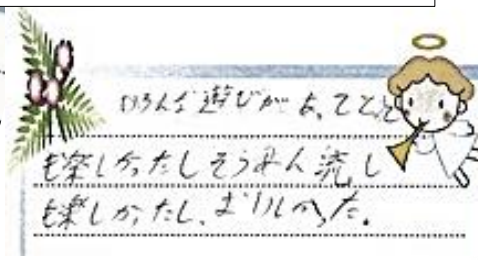 いろんな遊びがあってとて
も楽しかったしそうめん流し
も楽しかたし、おいしかった。